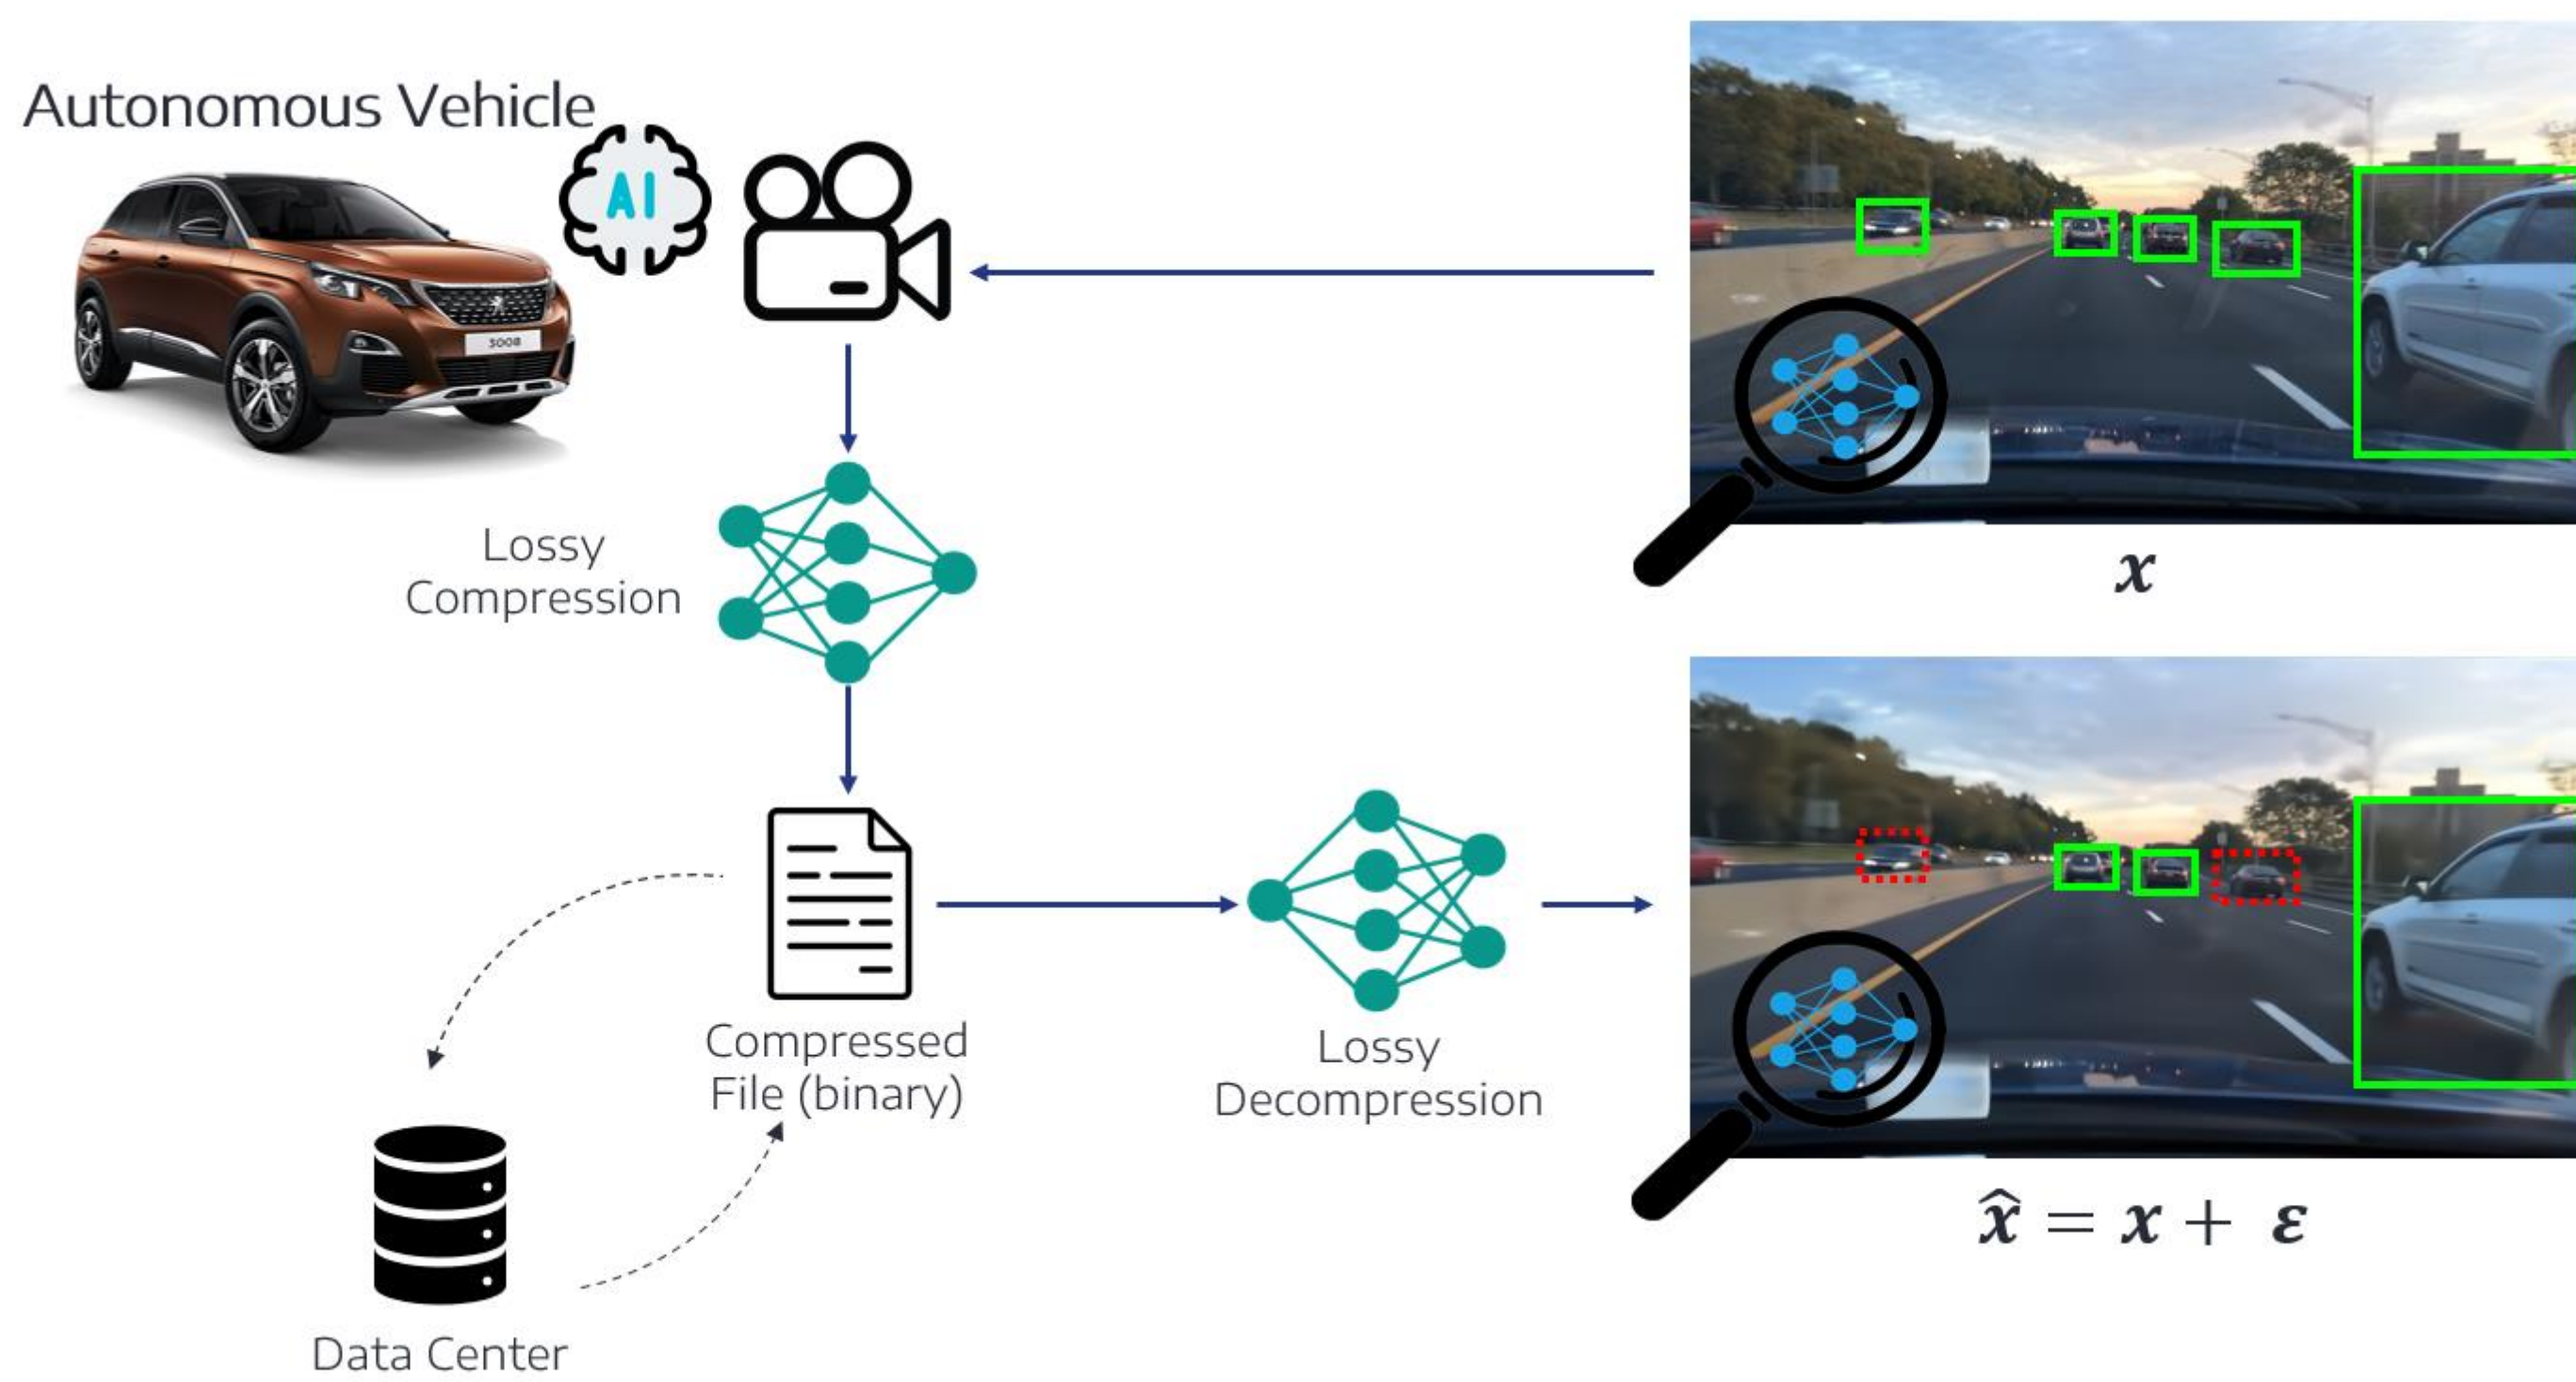 Autonomous Vehicle
AI
3008
Lossy
Compression
x
Compressed
File (binary)
Lossy
Decompression
x̂ = x + ε
Data Center